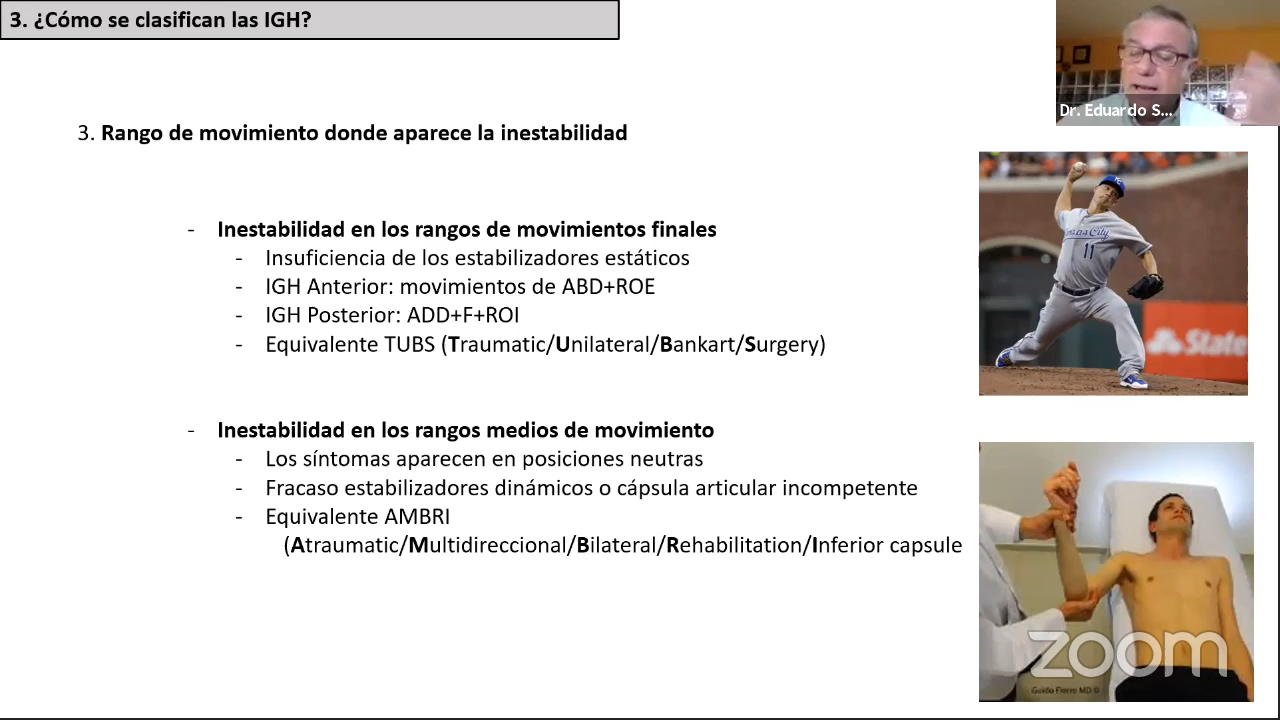 3. ¿Cómo se clasifican las IGH?
Dr. Eduardo S...
3. Rango de movimiento donde aparece la inestabilidad
- Inestabilidad en los rangos de movimientos finales
- Insuficiencia de los estabilizadores estáticos
- IGH Anterior: movimientos de ABD+ROE
- IGH Posterior: ADD+F+ROI
- Equivalente TUBS (Traumatic/Unilateral/Bankart/Surgery)
- Inestabilidad en los rangos medios de movimiento
- Los síntomas aparecen en posiciones neutras
- Fracaso estabilizadores dinámicos o cápsula articular incompetente
- Equivalente AMBRI
(Atraumatic/Multidireccional/Bilateral/Rehabilitation/Inferior capsule
KC
11
State
zoom
Guido Fierro MD ©